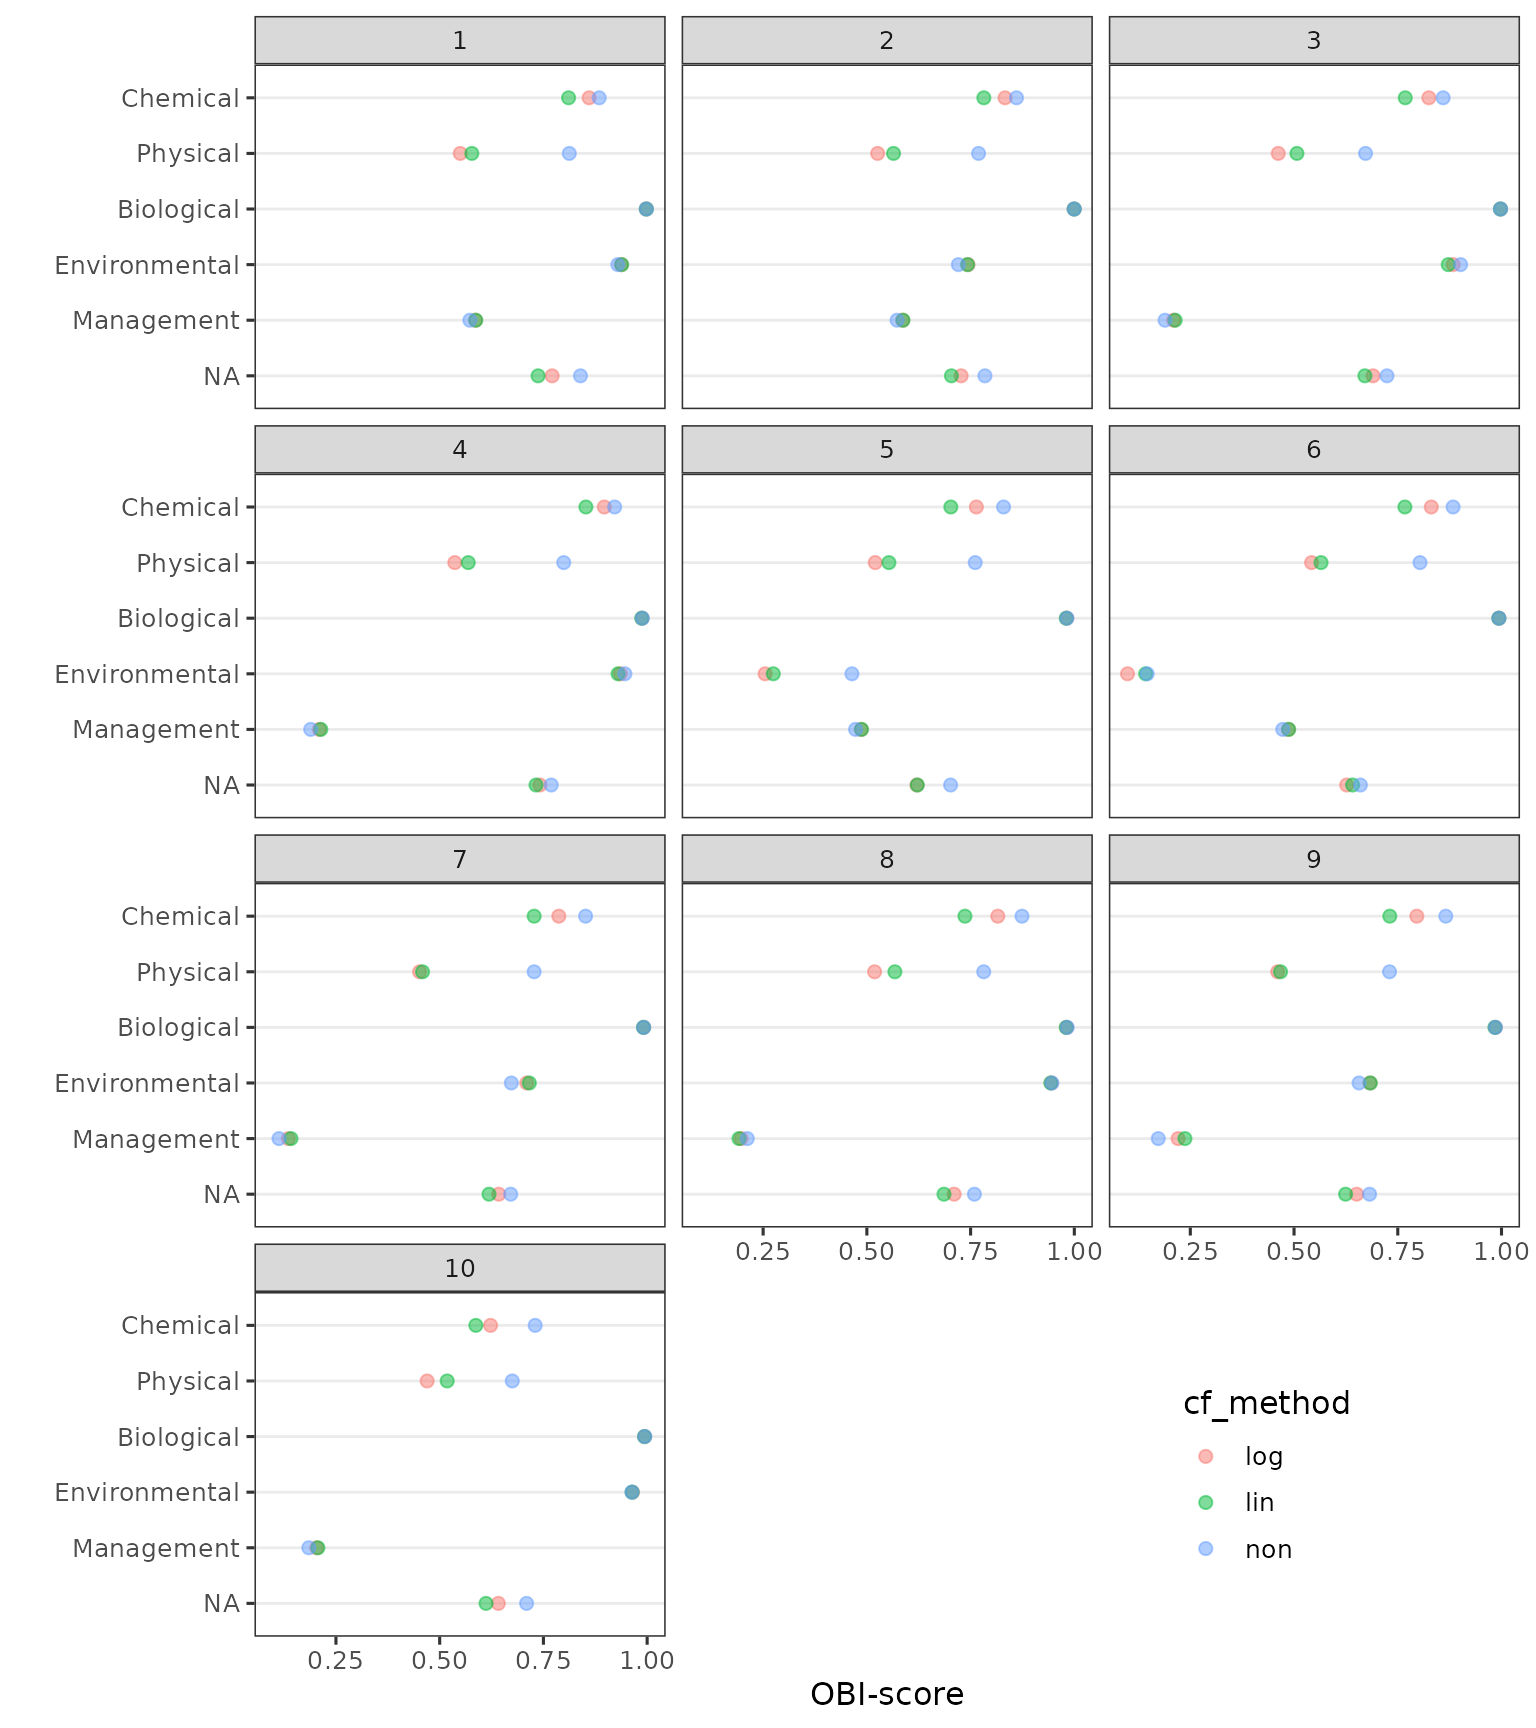 1 2 3
Chemical
Physical
Biological
Environmental
Management
NA
4 5 6
Chemical
Physical
Biological
Environmental
Management
NA
7 8 9
Chemical
Physical
Biological
Environmental
Management
NA
0.25 0.50 0.75 1.00 0.25 0.50 0.75 1.00
10
Chemical
Physical
Biological
Environmental
Management
NA
0.25 0.50 0.75 1.00
cf_method
log
lin
non
OBI-score